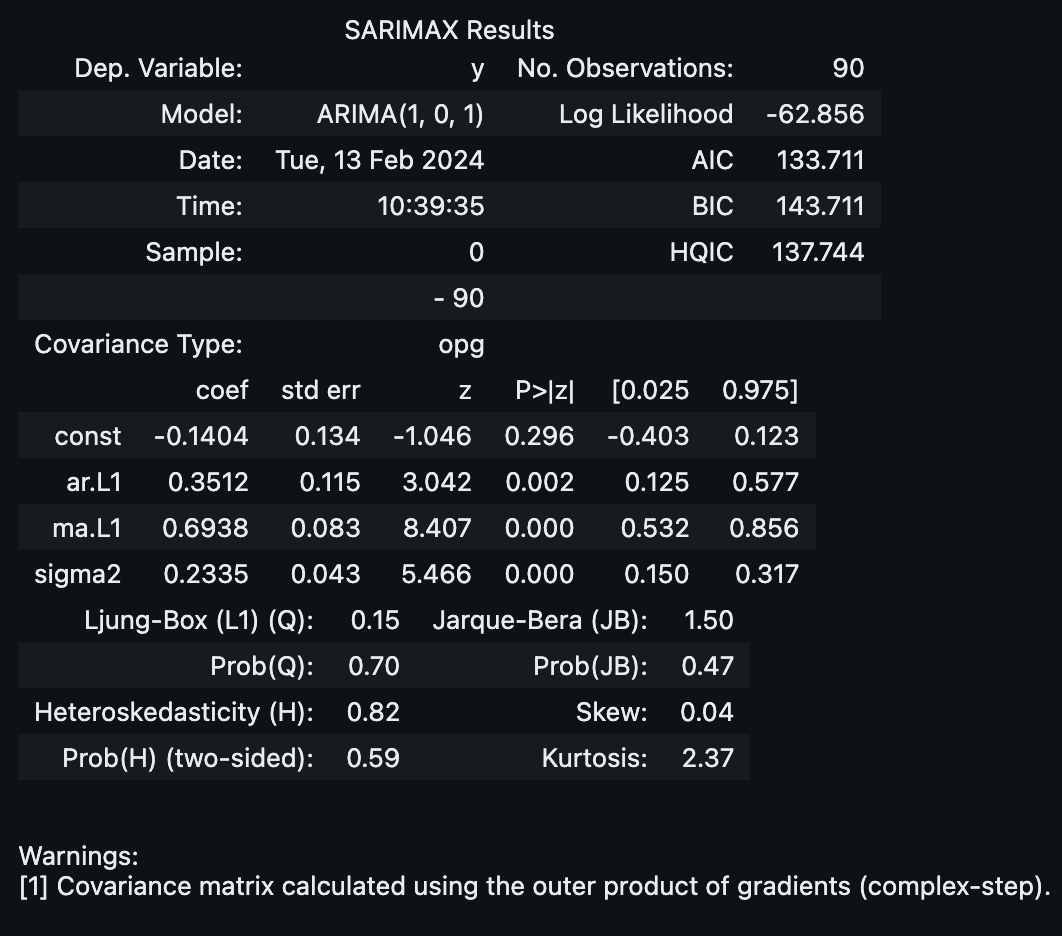 SARIMAX Results
Dep. Variable: y No. Observations: 90
Model: ARIMA(1, 0, 1) Log Likelihood -62.856
Date: Tue, 13 Feb 2024 AIC 133.711
Time: 10:39:35 BIC 143.711
Sample: 0 HQIC 137.744
- 90
Covariance Type: opg
coef std err z P>|z| [0.025 0.975]
const -0.1404 0.134 -1.046 0.296 -0.403 0.123
ar.L1 0.3512 0.115 3.042 0.002 0.125 0.577
ma.L1 0.6938 0.083 8.407 0.000 0.532 0.856
sigma2 0.2335 0.043 5.466 0.000 0.150 0.317
Ljung-Box (L1) (Q): 0.15 Jarque-Bera (JB): 1.50
Prob(Q): 0.70 Prob(JB): 0.47
Heteroskedasticity (H): 0.82 Skew: 0.04
Prob(H) (two-sided): 0.59 Kurtosis: 2.37
Warnings:
[1] Covariance matrix calculated using the outer product of gradients (complex-step).